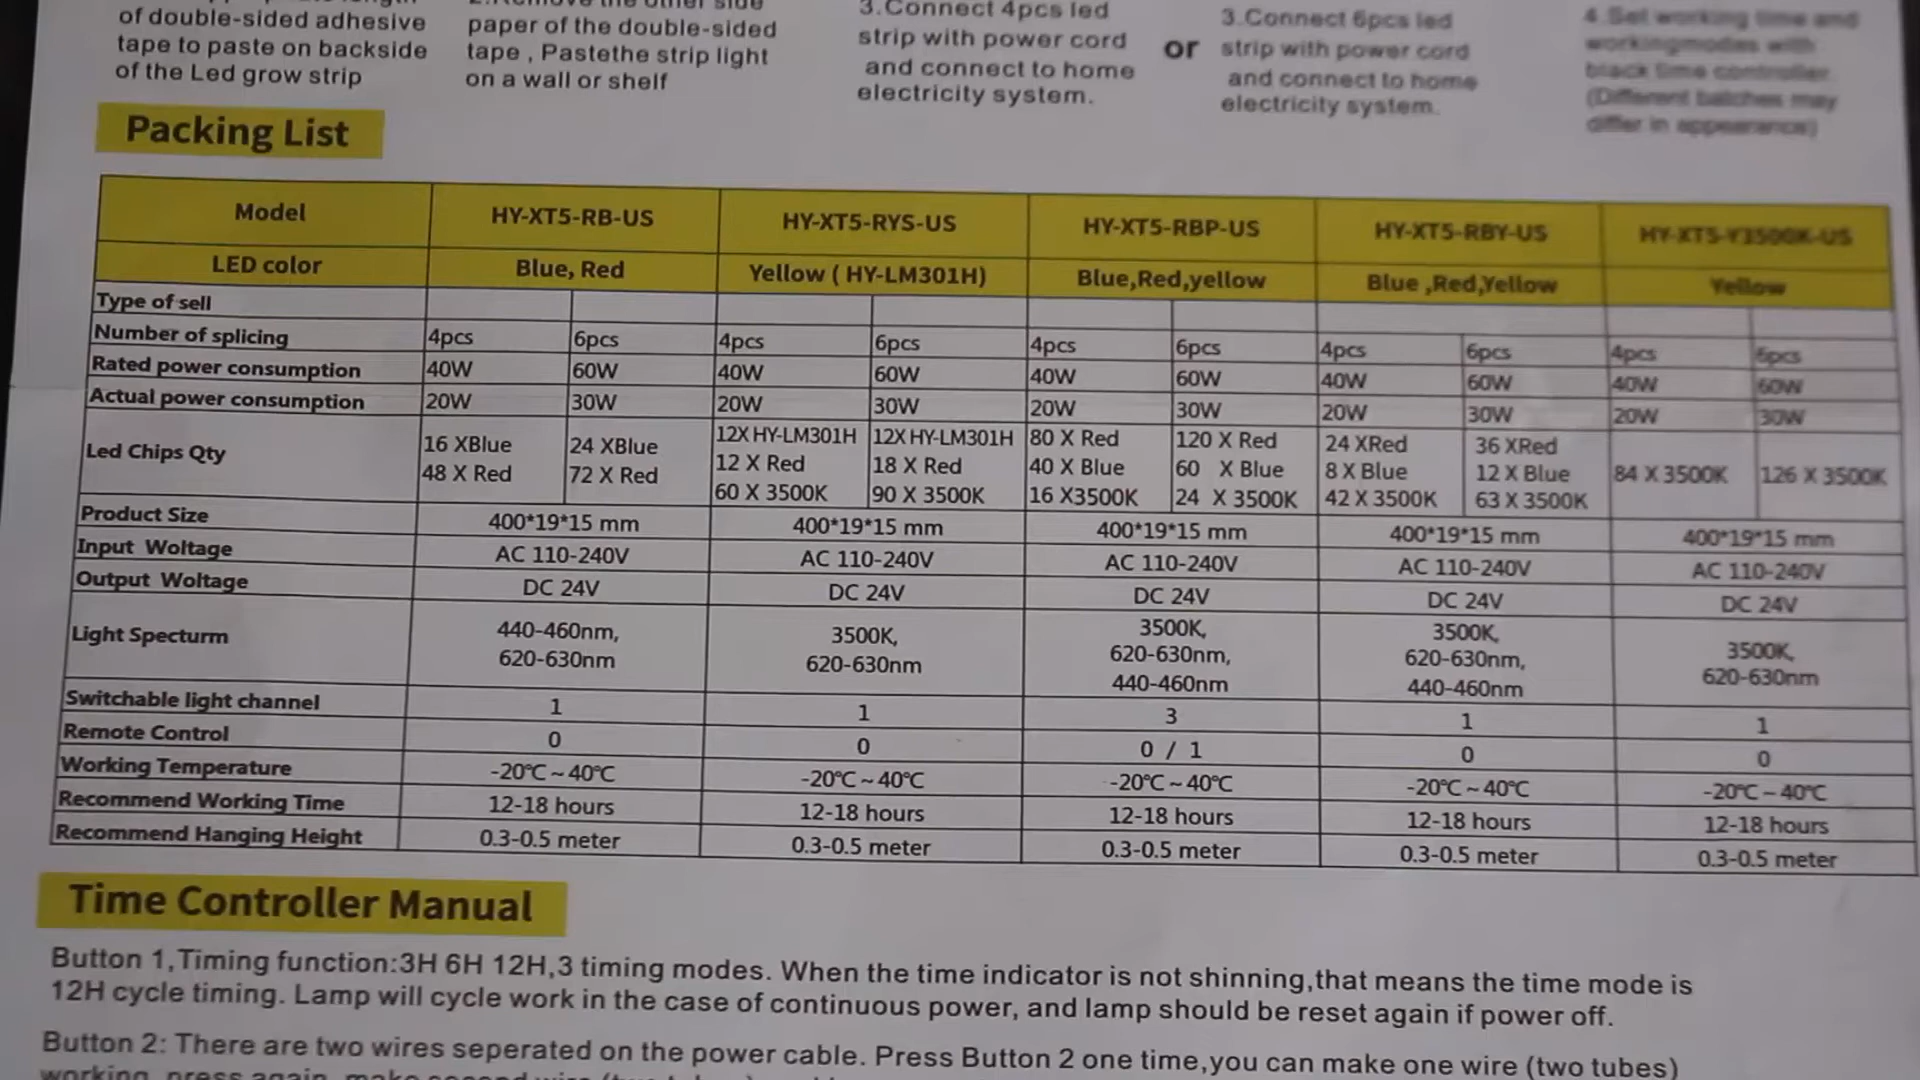 of double-sided adhesive
tape to paste on backside
of the Led grow strip
paper of the double-sided
tape , Pastethe strip light
on a wall or shelf
3.Connect 4pcs led
strip with power cord
and connect to home
electricity system.
or
3.Connect 6pcs led
strip with power cord
and connect to home
electricity system.
4.Set working time and
workingmodes with
black time controller.
(Different batches may
differ in appearance)
Packing List
Model HY-XT5-RB-US HY-XT5-RYS-US HY-XT5-RBP-US HY-XT5-RBY-US HY-XT5-Y3500K-US
LED color Blue, Red Yellow ( HY-LM301H) Blue,Red,yellow Blue ,Red,Yellow Yellow
Type of sell
Number of splicing 4pcs 6pcs 4pcs 6pcs 4pcs 6pcs 4pcs 6pcs 4pcs 6pcs
Rated power consumption 40W 60W 40W 60W 40W 60W 40W 60W 40W 60W
Actual power consumption 20W 30W 20W 30W 20W 30W 20W 30W 20W 30W
Led Chips Qty
16 XBlue 24 XBlue 12X HY-LM301H 12X HY-LM301H 80 X Red 120 X Red 24 XRed 36 XRed
48 X Red 72 X Red 12 X Red 18 X Red 40 X Blue 60 X Blue 8 X Blue 12 X Blue 84 X 3500K 126 X 3500K
60 X 3500K 90 X 3500K 16 X3500K 24 X 3500K 42 X 3500K 63 X 3500K
Product Size 400*19*15 mm 400*19*15 mm 400*19*15 mm 400*19*15 mm 400*19*15 mm
Input Woltage AC 110-240V AC 110-240V AC 110-240V AC 110-240V AC 110-240V
Output Woltage DC 24V DC 24V DC 24V DC 24V DC 24V
Light Specturm
440-460nm, 3500K, 3500K, 3500K, 3500K,
620-630nm 620-630nm 620-630nm, 620-630nm, 620-630nm
440-460nm 440-460nm
Switchable light channel 1 1 3 1 1
Remote Control 0 0 0 / 1 0 0
Working Temperature -20℃ ~ 40℃ -20℃ ~ 40℃ -20℃ ~ 40℃ -20℃ ~ 40℃ -20℃ ~ 40℃
Recommend Working Time 12-18 hours 12-18 hours 12-18 hours 12-18 hours 12-18 hours
Recommend Hanging Height 0.3-0.5 meter 0.3-0.5 meter 0.3-0.5 meter 0.3-0.5 meter 0.3-0.5 meter
Time Controller Manual
Button 1,Timing function:3H 6H 12H,3 timing modes. When the time indicator is not shinning,that means the time mode is
12H cycle timing. Lamp will cycle work in the case of continuous power, and lamp should be reset again if power off.
Button 2: There are two wires seperated on the power cable. Press Button 2 one time,you can make one wire (two tubes)